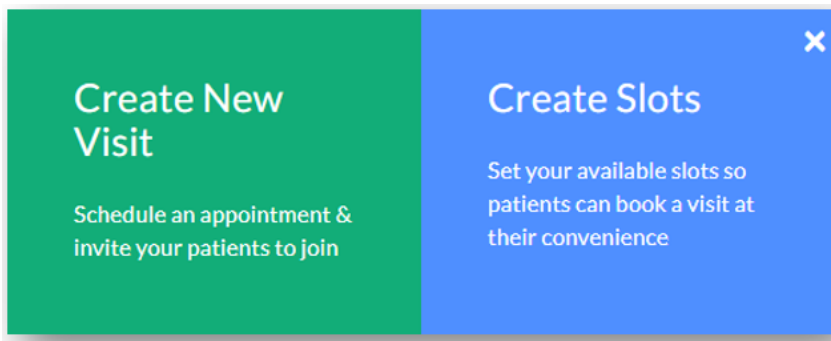 Create New
Visit
Schedule an appointment &
invite your patients to join
Create Slots
Set your available slots so
patients can book a visit at
their convenience